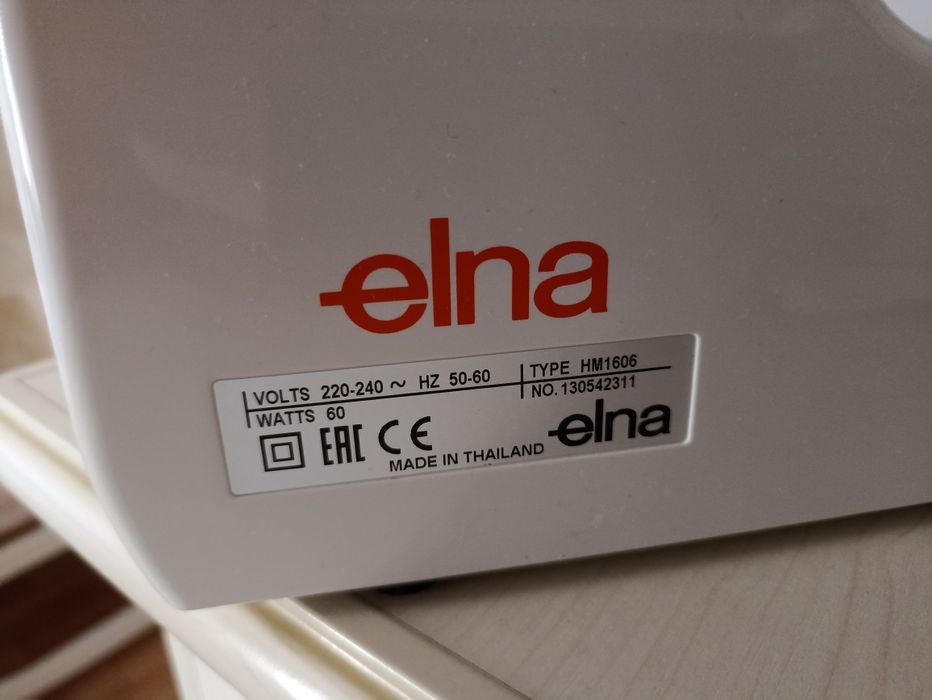 elna
VOLTS 220-240 ~ HZ 50-60
TYPE HM1606
WATTS 60
NO. 130542311
EAC CE
MADE IN THAILAND
elna